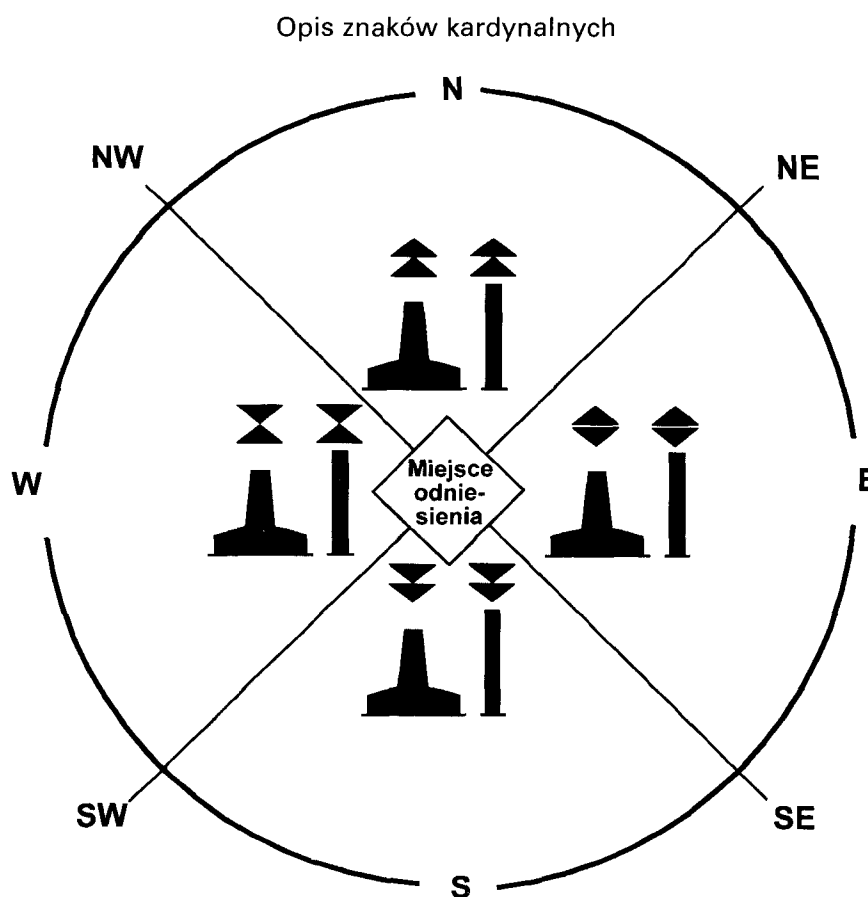 Opis znaków kardynalnych
N
NW
NE
W
Miejsce
odnie-
sienia
E
SW
SE
S